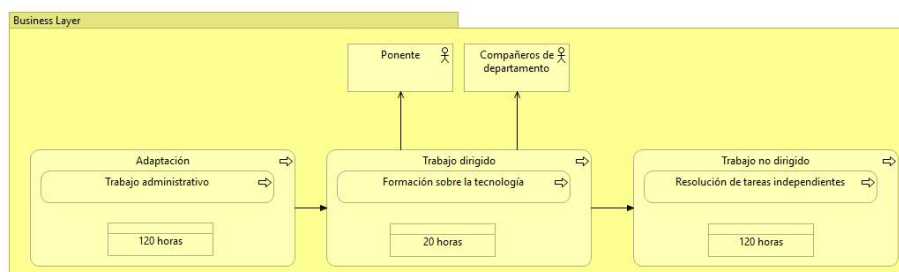 Business Layer
Ponente
Compañeros de
departamento
Adaptación
Trabajo dirigido
Trabajo no dirigido
Trabajo administrativo
Formación sobre la tecnología
Resolución de tareas independientes
120 horas
20 horas
120 horas